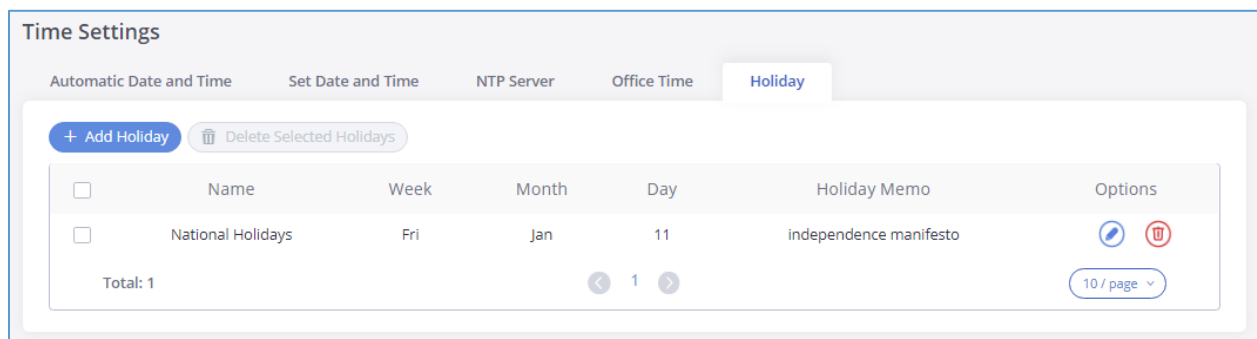 Time Settings
Automatic Date and Time Set Date and Time NTP Server Office Time Holiday
+ Add Holiday Delete Selected Holidays
Name Week Month Day Holiday Memo Options
National Holidays Fri Jan 11 independence manifesto
Total: 1 1 10 / page